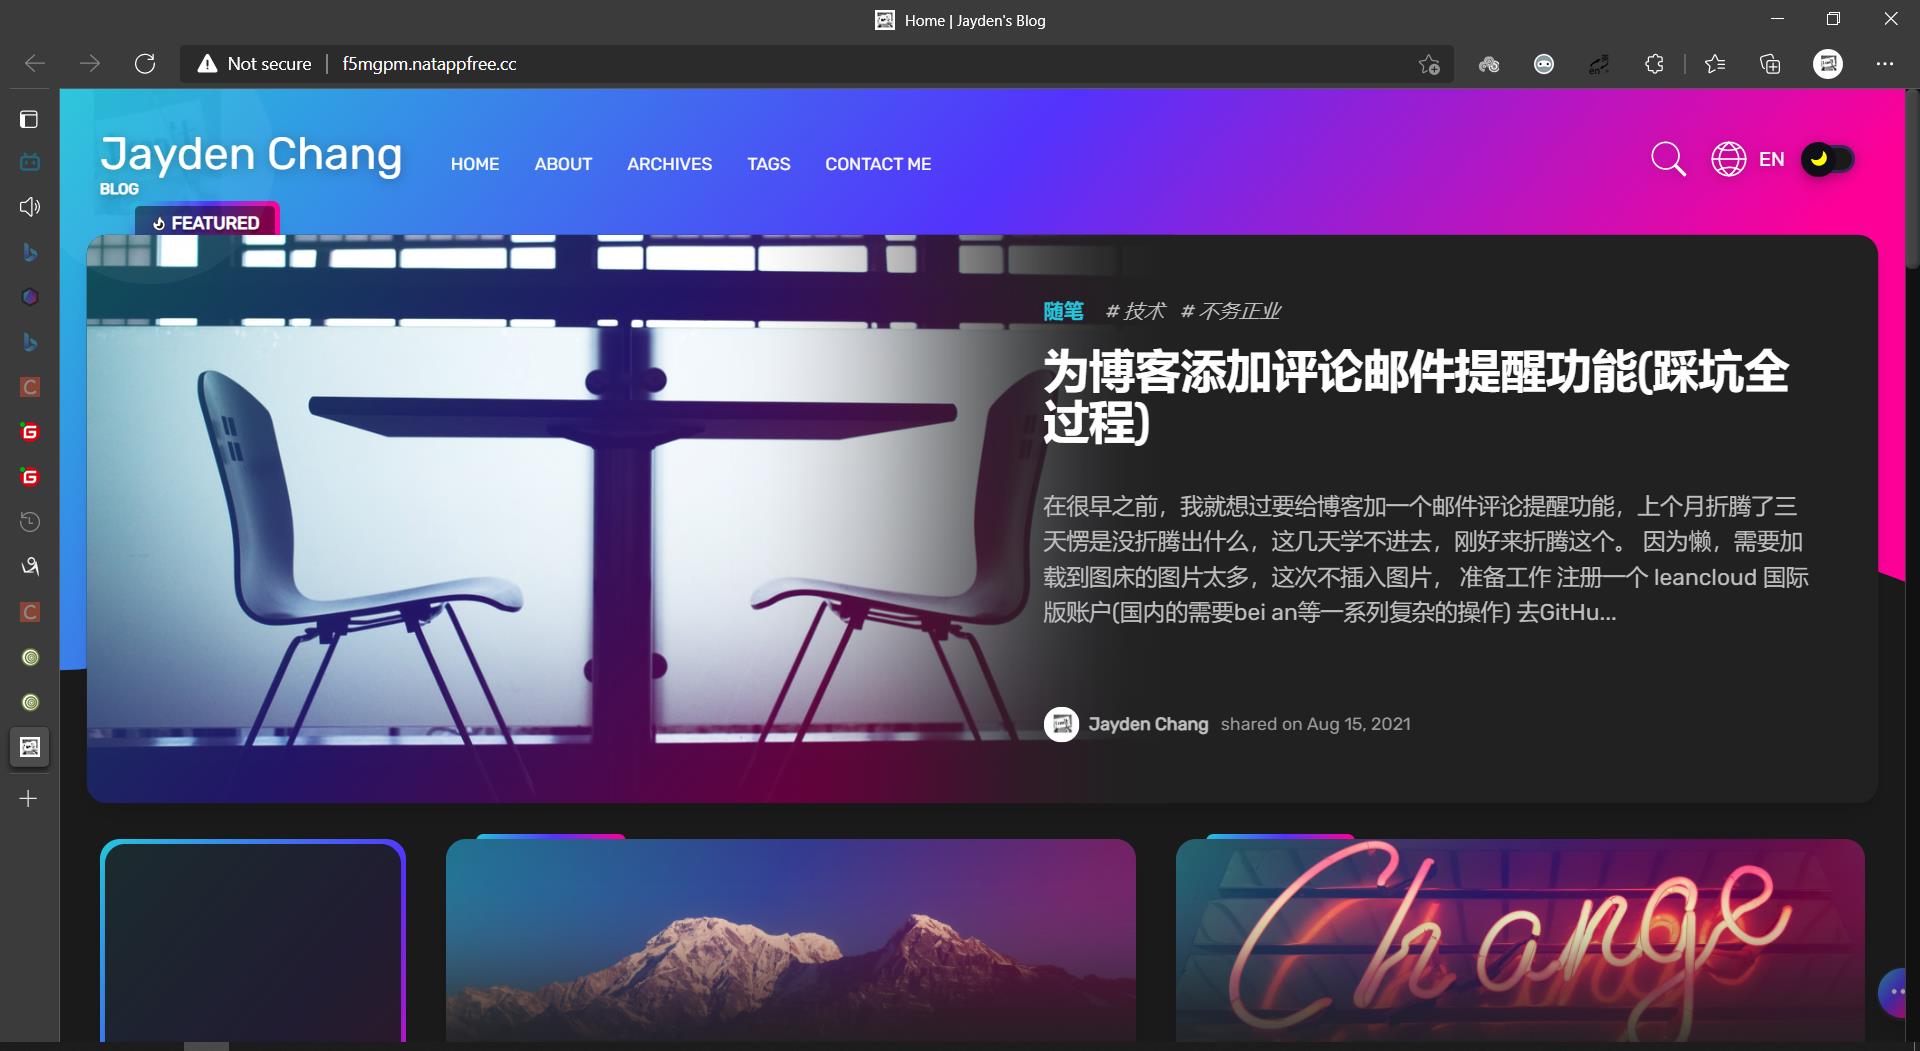 Home | Jayden's Blog
Not secure
f5mgpm.natappfree.cc
Jayden Chang
BLOG
HOME
ABOUT
ARCHIVES
TAGS
CONTACT ME
EN
FEATURED
随笔 # 技术 # 不务正业
为博客添加评论邮件提醒功能(踩坑全
过程)
在很早之前，我就想过要给博客加一个邮件评论提醒功能，上个月折腾了三
天愣是没折腾出什么，这几天学不进去，刚好来折腾这个。 因为懒，需要加
载到图床的图片太多，这次不插入图片， 准备工作 注册一个 leancloud 国际
版账户(国内的需要bei an等一系列复杂的操作) 去GitHu...
Jayden Chang shared on Aug 15, 2021
Change